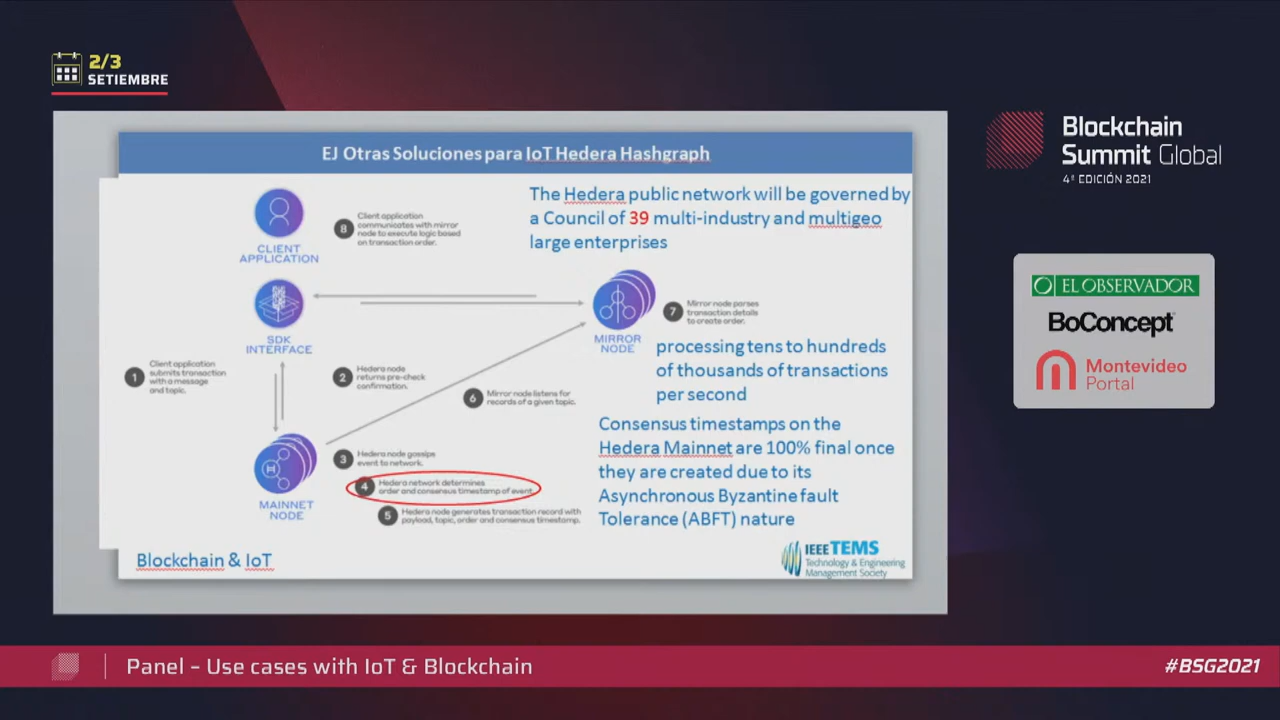 2/3
SETIEMBRE
Blockchain
Summit Global
4ª EDICIÓN 2021
EJ Otras Soluciones para IoT Hedera Hashgraph
CLIENT
APPLICATION
8
Client application
communicates with mirror
node to execute logic based
on transaction order.
The Hedera public network will be governed by
a Council of 39 multi-industry and multigeo
large enterprises
SDK
INTERFACE
MIRROR
NODE
7
Mirror node parses
transaction details
to create order.
processing tens to hundreds
of thousands of transactions
per second
1
Client application
submits transaction
with a message
and topic.
2
Hedera node
returns pre-check
confirmation.
6
Mirror node listens for
records of a given topic.
Consensus timestamps on the
Hedera Mainnet are 100% final once
they are created due to its
Asynchronous Byzantine fault
Tolerance (ABFT) nature
MAINNET
NODE
3
Hedera node gossips
event to network.
4
Hedera network determines
order and consensus timestamp of event.
5
Hedera node generates transaction record with
payload, topic, order and consensus timestamp.
Blockchain & IoT
IEEE TEMS
Technology & Engineering
Management Society
EL OBSERVADOR
BoConcept
Montevideo
Portal
Panel – Use cases with IoT & Blockchain
#BSG2021